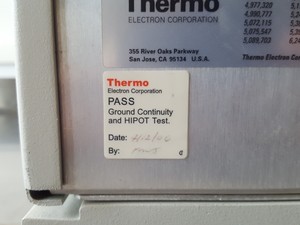 Thermo
ELECTRON CORPORATION
355 River Oaks Parkway
San Jose, CA 95134 U.S.A.
4,977,320
4,990,777
5,072,115
5,075,547
5,089,703
Thermo Electron
Thermo
Electron Corporation
PASS
Ground Continuity
and HIPOT Test.
Date:
By: